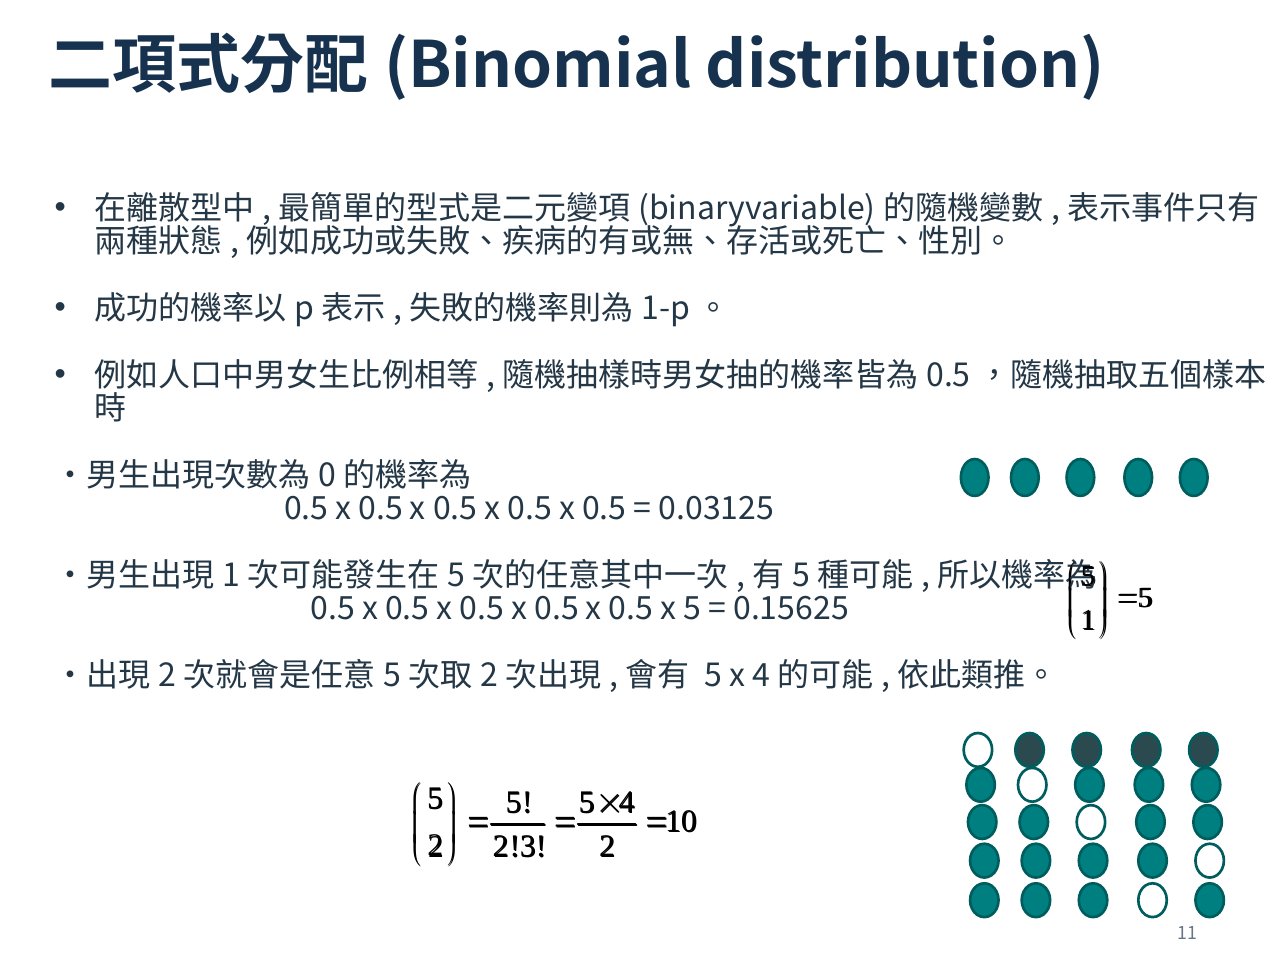 二項式分配 (Binomial distribution)
• 在離散型中 , 最簡單的型式是二元變項 (binaryvariable) 的隨機變數 , 表示事件只有
兩種狀態 , 例如成功或失敗、疾病的有或無、存活或死亡、性別。
• 成功的機率以 p 表示 , 失敗的機率則為 1-p 。
• 例如人口中男女生比例相等 , 隨機抽樣時男女抽的機率皆為 0.5 ，隨機抽取五個樣本
時
• 男生出現次數為 0 的機率為
0.5 x 0.5 x 0.5 x 0.5 x 0.5 = 0.03125
• 男生出現 1 次可能發生在 5 次的任意其中一次 , 有 5 種可能 , 所以機率為
0.5 x 0.5 x 0.5 x 0.5 x 0.5 x 5 = 0.15625
(5 1) =5
• 出現 2 次就會是任意 5 次取 2 次出現 , 會有 5 x 4 的可能 , 依此類推。
(5 2) = 5!/2!3! = 5×4/2 =10
11